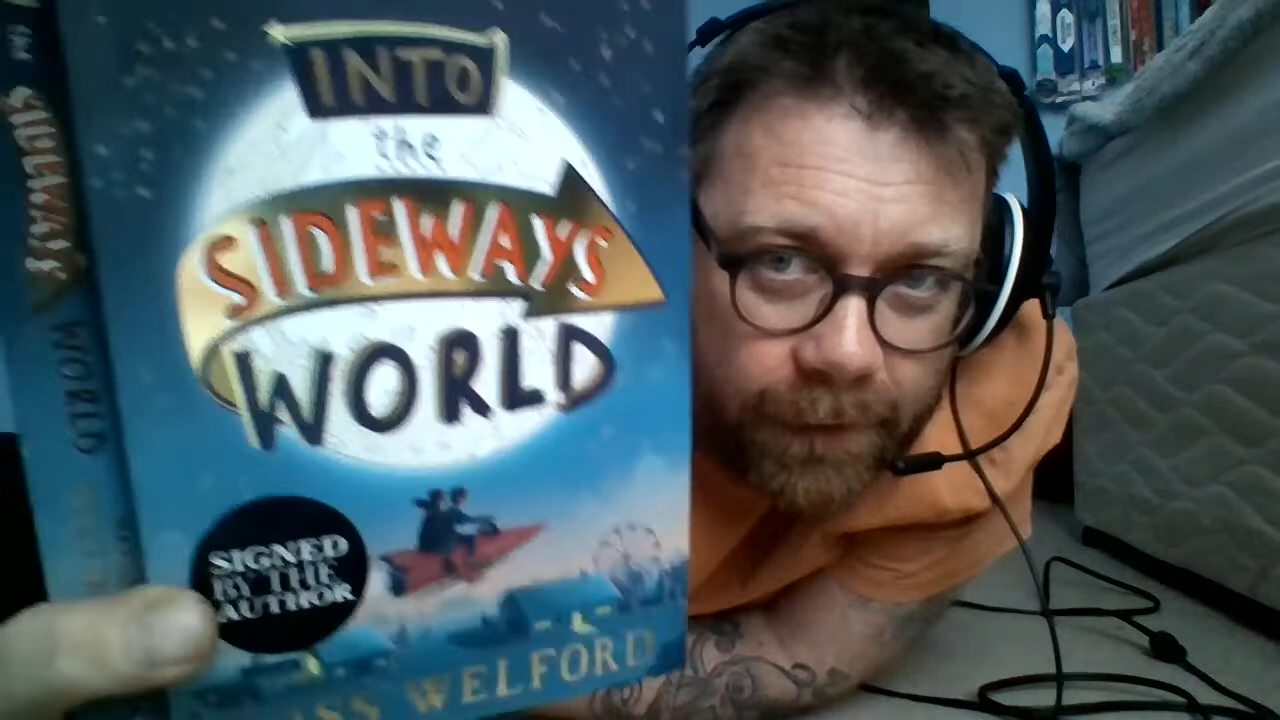 INTO
the
SIDEWAYS
WORLD
SIGNED
BY THE
AUTHOR
WELFORD
SIDEWAYS
WORLD